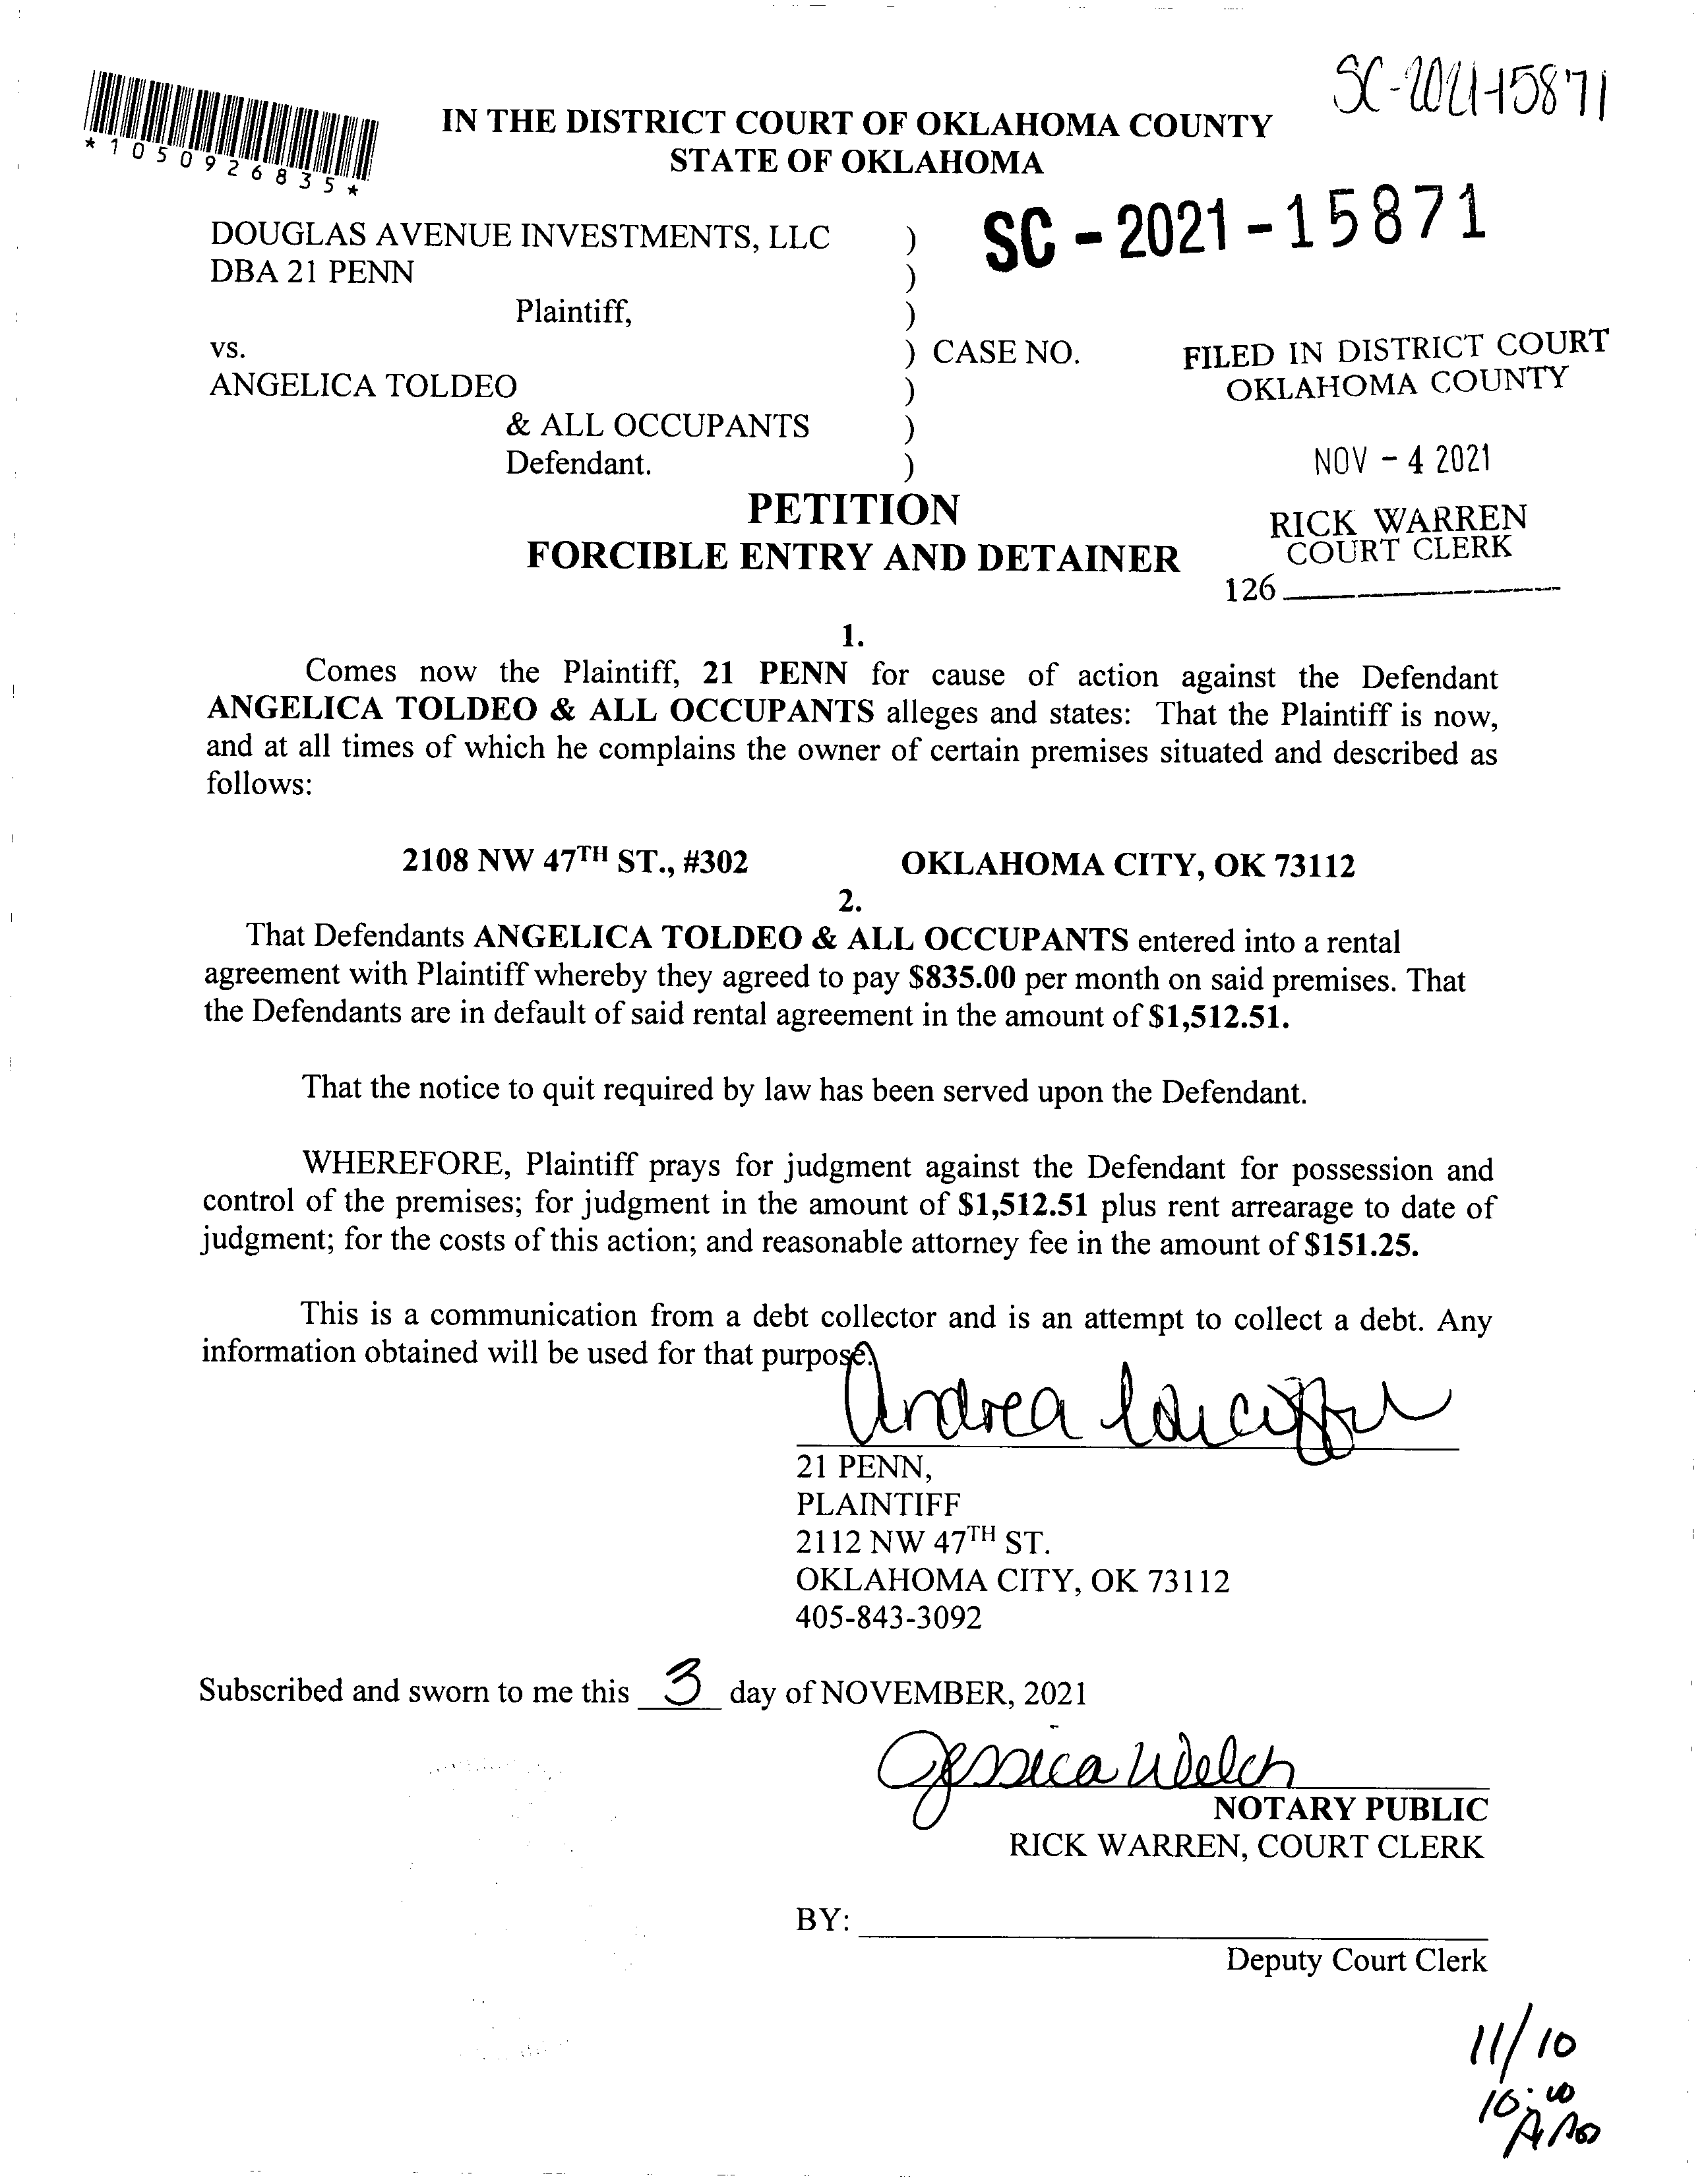 SC-2021-15871
*1050926835*
IN THE DISTRICT COURT OF OKLAHOMA COUNTY
STATE OF OKLAHOMA
SC-2021-15871
DOUGLAS AVENUE INVESTMENTS, LLC )
DBA 21 PENN )
Plaintiff, )
vs. ) CASE NO.
ANGELICA TOLDEO )
& ALL OCCUPANTS )
Defendant. )
FILED IN DISTRICT COURT
OKLAHOMA COUNTY
NOV - 4 2021
RICK WARREN
COURT CLERK
126
PETITION
FORCIBLE ENTRY AND DETAINER
1.
Comes now the Plaintiff, 21 PENN for cause of action against the Defendant
ANGELICA TOLDEO & ALL OCCUPANTS alleges and states: That the Plaintiff is now,
and at all times of which he complains the owner of certain premises situated and described as
follows:
2108 NW 47TH ST., #302 OKLAHOMA CITY, OK 73112
2.
That Defendants ANGELICA TOLDEO & ALL OCCUPANTS entered into a rental
agreement with Plaintiff whereby they agreed to pay $835.00 per month on said premises. That
the Defendants are in default of said rental agreement in the amount of $1,512.51.
That the notice to quit required by law has been served upon the Defendant.
WHEREFORE, Plaintiff prays for judgment against the Defendant for possession and
control of the premises; for judgment in the amount of $1,512.51 plus rent arrearage to date of
judgment; for the costs of this action; and reasonable attorney fee in the amount of $151.25.
This is a communication from a debt collector and is an attempt to collect a debt. Any
information obtained will be used for that purpose.
Andrea
21 PENN,
PLAINTIFF
2112 NW 47TH ST.
OKLAHOMA CITY, OK 73112
405-843-3092
Subscribed and sworn to me this 3 day of NOVEMBER, 2021
Jessica Welch
NOTARY PUBLIC
RICK WARREN, COURT CLERK
BY:
Deputy Court Clerk
11/10